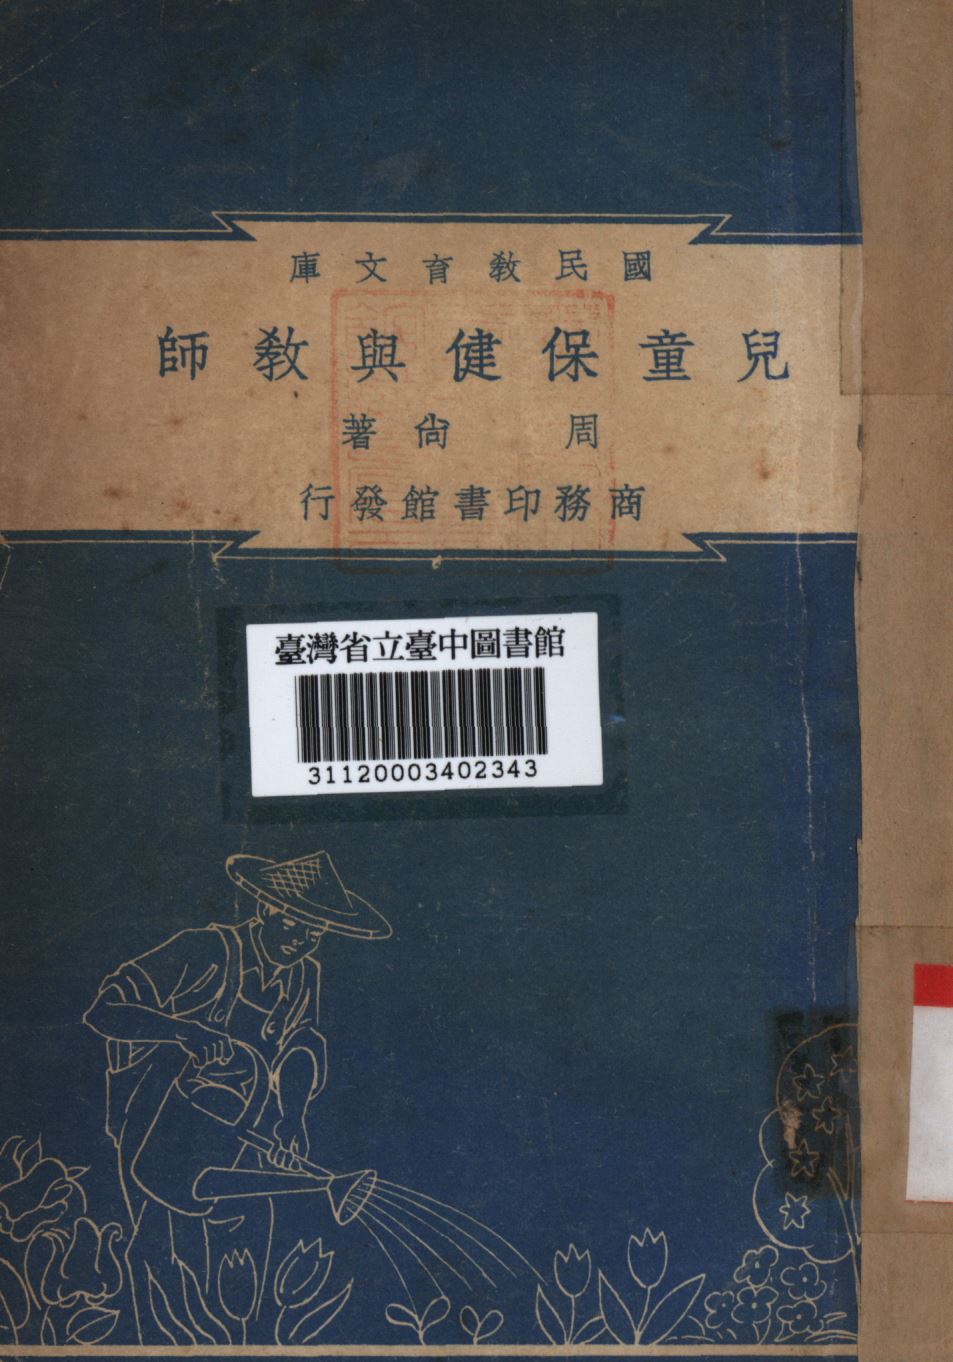 國民教育文庫
兒童保健與教師
周尚著
商務印書館發行
臺灣省立臺中圖書館
31120003402343